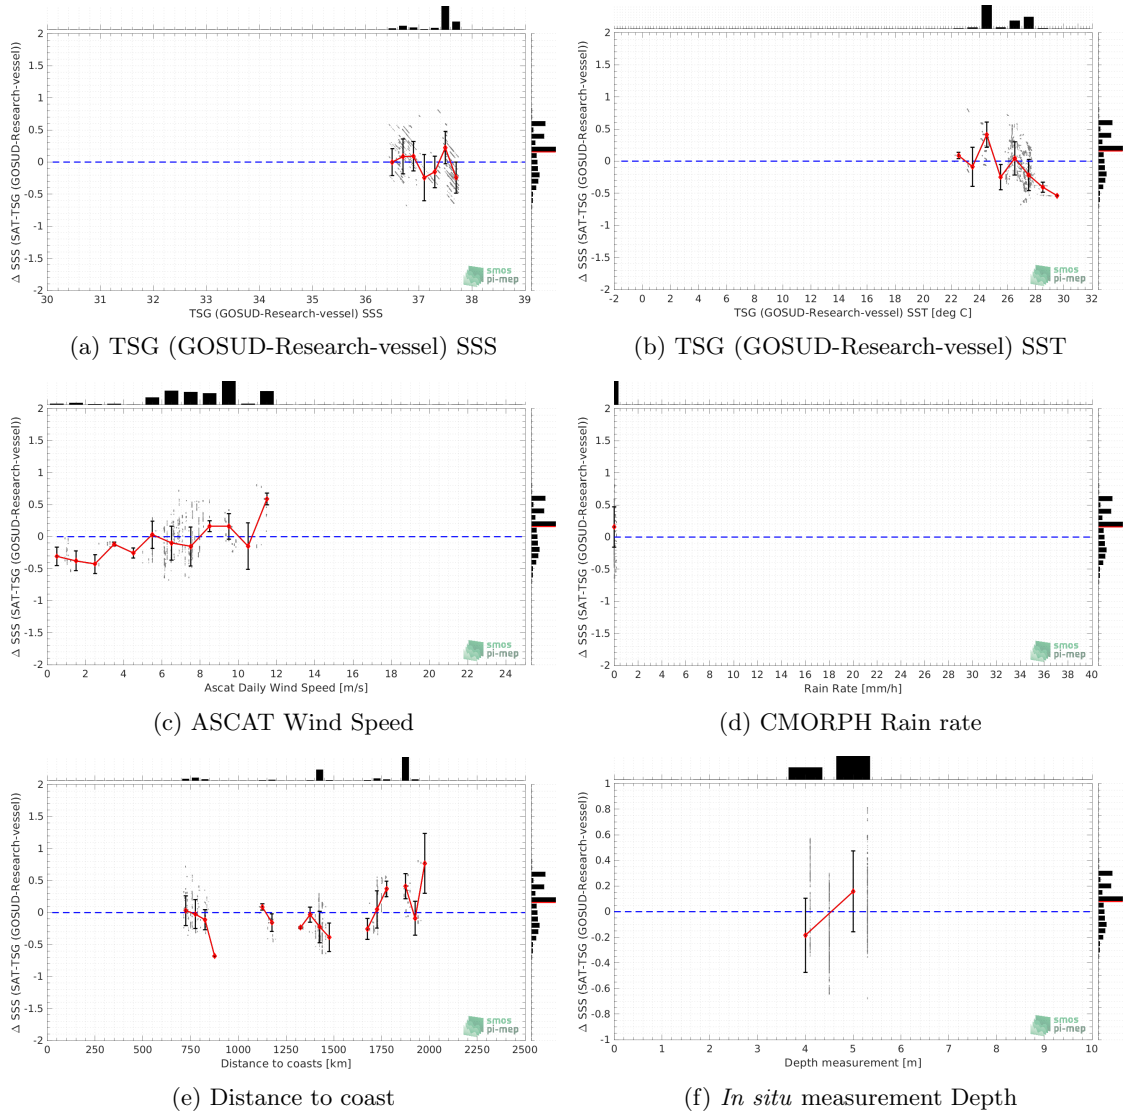 2
1.5
1
0.5
0
-0.5
-1
-1.5
-2
Δ SSS (SAT-TSG (GOSUD-Research-vessel))
30 31 32 33 34 35 36 37 38 39
TSG (GOSUD-Research-vessel) SSS
smos
pi-mep
(a) TSG (GOSUD-Research-vessel) SSS
2
1.5
1
0.5
0
-0.5
-1
-1.5
-2
Δ SSS (SAT-TSG (GOSUD-Research-vessel))
-2 0 2 4 6 8 10 12 14 16 18 20 22 24 26 28 30 32
TSG (GOSUD-Research-vessel) SST [deg C]
smos
pi-mep
(b) TSG (GOSUD-Research-vessel) SST
2
1.5
1
0.5
0
-0.5
-1
-1.5
-2
Δ SSS (SAT-TSG (GOSUD-Research-vessel))
0 2 4 6 8 10 12 14 16 18 20 22 24
Ascat Daily Wind Speed [m/s]
smos
pi-mep
(c) ASCAT Wind Speed
2
1.5
1
0.5
0
-0.5
-1
-1.5
-2
Δ SSS (SAT-TSG (GOSUD-Research-vessel))
0 2 4 6 8 10 12 14 16 18 20 22 24 26 28 30 32 34 36 38 40
Rain Rate [mm/h]
smos
pi-mep
(d) CMORPH Rain rate
2
1.5
1
0.5
0
-0.5
-1
-1.5
-2
Δ SSS (SAT-TSG (GOSUD-Research-vessel))
0 250 500 750 1000 1250 1500 1750 2000 2250 2500
Distance to coasts [km]
smos
pi-mep
(e) Distance to coast
1
0.8
0.6
0.4
0.2
0
-0.2
-0.4
-0.6
-0.8
-1
Δ SSS (SAT-TSG (GOSUD-Research-vessel))
0 1 2 3 4 5 6 7 8 9 10
Depth measurement [m]
smos
pi-mep
(f) In situ measurement Depth